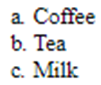 a. Coffee
b. Tea
c. Milk